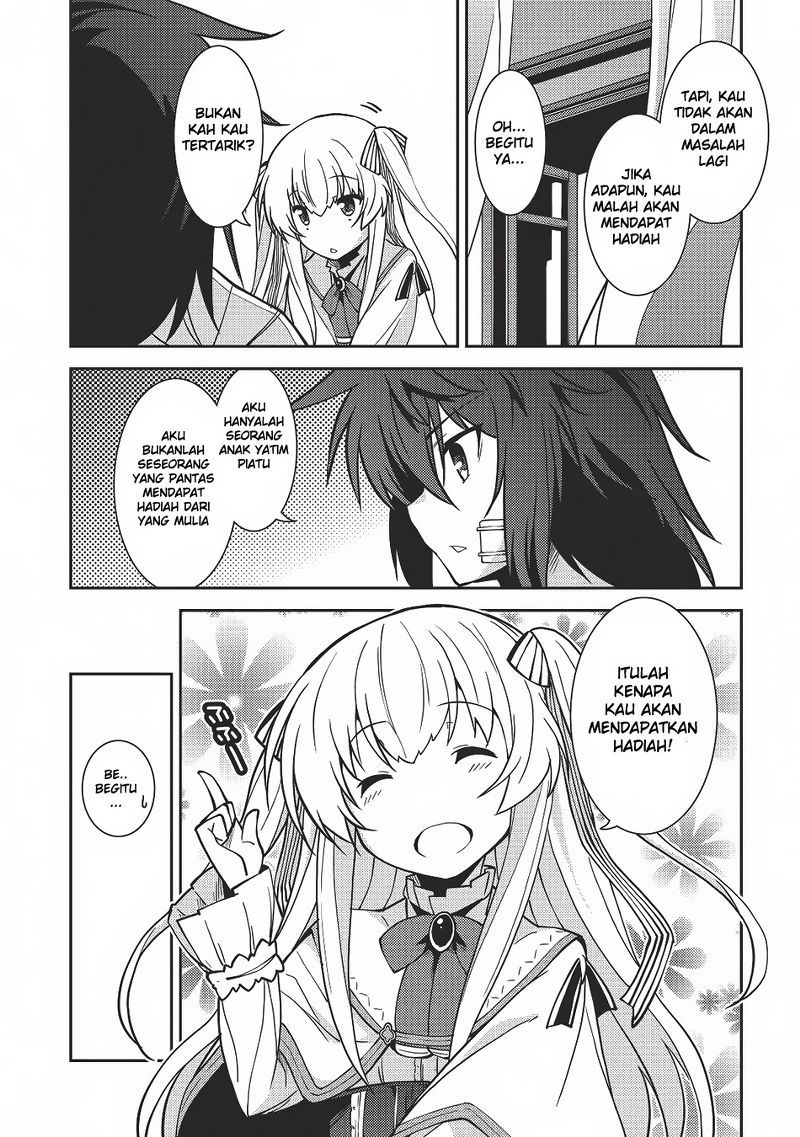 TAPI, KAU
TIDAK AKAN
DALAM
MASALAH
LAGI
JIKA
ADAPUN, KAU
MALAH AKAN
MENDAPAT
HADIAH
OH...
BEGITU
YA...
BUKAN
KAH KAU
TERTARIK?
AKU
HANYALAH
SEORANG
ANAK YATIM
PIATU
AKU
BUKANLAH
SESEORANG
YANG PANTAS
MENDAPAT
HADIAH DARI
YANG MULIA
ITULAH
KENAPA
KAU AKAN
MENDAPATKAN
HADIAH!
BE..
BEGITU
...